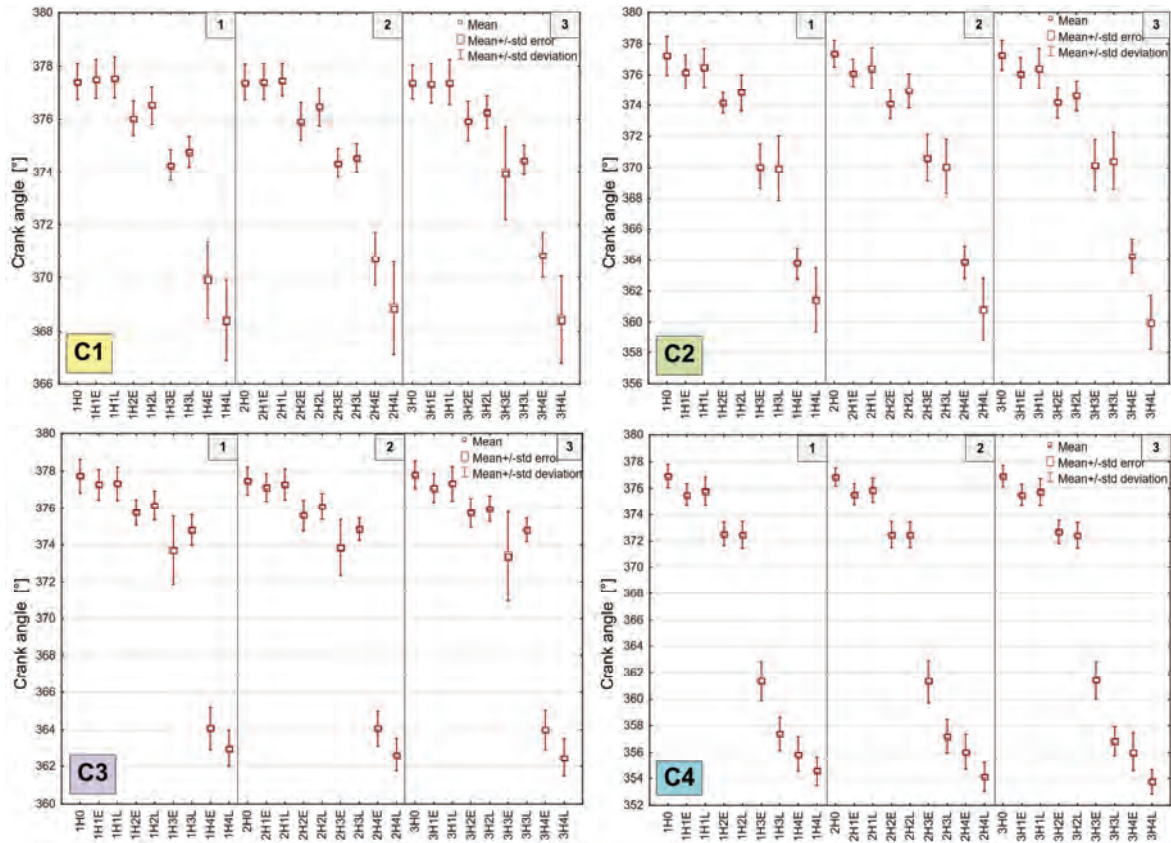 380
378
376
374
372
370
368
366
Crank angle [°]
1
2
3
Mean
Mean+/-std error
Mean+/-std deviation
C1
1H0
1H1E
1H1L
1H2E
1H2L
1H3E
1H3L
1H4E
1H4L
2H0
2H1E
2H1L
2H2E
2H2L
2H3E
2H3L
2H4E
2H4L
3H0
3H1E
3H1L
3H2E
3H2L
3H3E
3H3L
3H4E
3H4L
380
378
376
374
372
370
368
366
364
362
360
358
356
Crank angle [°]
1
2
3
Mean
Mean+/-std error
Mean+/-std deviation
C2
1H0
1H1E
1H1L
1H2E
1H2L
1H3E
1H3L
1H4E
1H4L
2H0
2H1E
2H1L
2H2E
2H2L
2H3E
2H3L
2H4E
2H4L
3H0
3H1E
3H1L
3H2E
3H2L
3H3E
3H3L
3H4E
3H4L
380
378
376
374
372
370
368
366
364
362
360
Crank angle [°]
1
2
3
Mean
Mean+/-std error
Mean+/-std deviation
C3
1H0
1H1E
1H1L
1H2E
1H2L
1H3E
1H3L
1H4E
1H4L
2H0
2H1E
2H1L
2H2E
2H2L
2H3E
2H3L
2H4E
2H4L
3H0
3H1E
3H1L
3H2E
3H2L
3H3E
3H3L
3H4E
3H4L
380
378
376
374
372
370
368
366
364
362
360
358
356
354
352
Crank angle [°]
1
2
3
Mean
Mean+/-std error
Mean+/-std deviation
C4
1H0
1H1E
1H1L
1H2E
1H2L
1H3E
1H3L
1H4E
1H4L
2H0
2H1E
2H1L
2H2E
2H2L
2H3E
2H3L
2H4E
2H4L
3H0
3H1E
3H1L
3H2E
3H2L
3H3E
3H3L
3H4E
3H4L